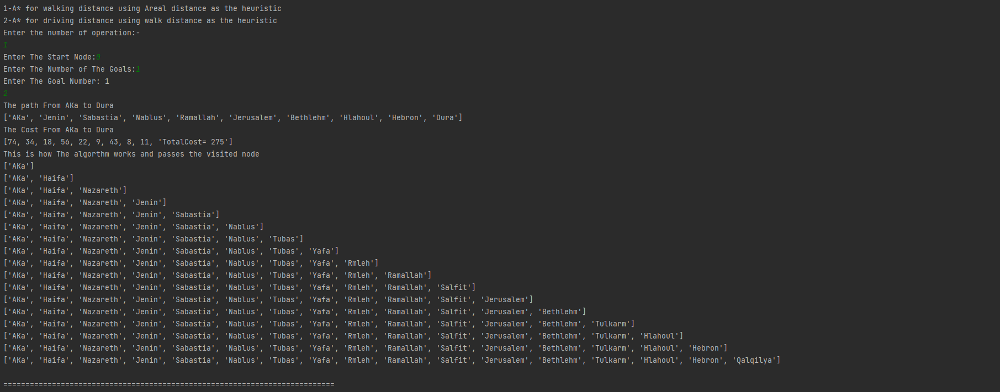 1-A* for walking distance using Areal distance as the heuristic
2-A* for driving distance using walk distance as the heuristic
Enter the number of operation:-
1
Enter The Start Node:0
Enter The Number of The Goals:1
Enter The Goal Number: 1
2
The path From AKa to Dura
['AKa', 'Jenin', 'Sabastia', 'Nablus', 'Ramallah', 'Jerusalem', 'Bethlehm', 'Hlahoul', 'Hebron', 'Dura']
The Cost From AKa to Dura
[74, 34, 18, 56, 22, 9, 43, 8, 11, 'TotalCost= 275']
This is how The algorthm works and passes the visited node
['AKa']
['AKa', 'Haifa']
['AKa', 'Haifa', 'Nazareth']
['AKa', 'Haifa', 'Nazareth', 'Jenin']
['AKa', 'Haifa', 'Nazareth', 'Jenin', 'Sabastia']
['AKa', 'Haifa', 'Nazareth', 'Jenin', 'Sabastia', 'Nablus']
['AKa', 'Haifa', 'Nazareth', 'Jenin', 'Sabastia', 'Nablus', 'Tubas']
['AKa', 'Haifa', 'Nazareth', 'Jenin', 'Sabastia', 'Nablus', 'Tubas', 'Yafa']
['AKa', 'Haifa', 'Nazareth', 'Jenin', 'Sabastia', 'Nablus', 'Tubas', 'Yafa', 'Rmleh']
['AKa', 'Haifa', 'Nazareth', 'Jenin', 'Sabastia', 'Nablus', 'Tubas', 'Yafa', 'Rmleh', 'Ramallah']
['AKa', 'Haifa', 'Nazareth', 'Jenin', 'Sabastia', 'Nablus', 'Tubas', 'Yafa', 'Rmleh', 'Ramallah', 'Salfit']
['AKa', 'Haifa', 'Nazareth', 'Jenin', 'Sabastia', 'Nablus', 'Tubas', 'Yafa', 'Rmleh', 'Ramallah', 'Salfit', 'Jerusalem']
['AKa', 'Haifa', 'Nazareth', 'Jenin', 'Sabastia', 'Nablus', 'Tubas', 'Yafa', 'Rmleh', 'Ramallah', 'Salfit', 'Jerusalem', 'Bethlehm']
['AKa', 'Haifa', 'Nazareth', 'Jenin', 'Sabastia', 'Nablus', 'Tubas', 'Yafa', 'Rmleh', 'Ramallah', 'Salfit', 'Jerusalem', 'Bethlehm', 'Tulkarm']
['AKa', 'Haifa', 'Nazareth', 'Jenin', 'Sabastia', 'Nablus', 'Tubas', 'Yafa', 'Rmleh', 'Ramallah', 'Salfit', 'Jerusalem', 'Bethlehm', 'Tulkarm', 'Hlahoul']
['AKa', 'Haifa', 'Nazareth', 'Jenin', 'Sabastia', 'Nablus', 'Tubas', 'Yafa', 'Rmleh', 'Ramallah', 'Salfit', 'Jerusalem', 'Bethlehm', 'Tulkarm', 'Hlahoul', 'Hebron']
['AKa', 'Haifa', 'Nazareth', 'Jenin', 'Sabastia', 'Nablus', 'Tubas', 'Yafa', 'Rmleh', 'Ramallah', 'Salfit', 'Jerusalem', 'Bethlehm', 'Tulkarm', 'Hlahoul', 'Hebron', 'Qalqilya']
===========================================================================